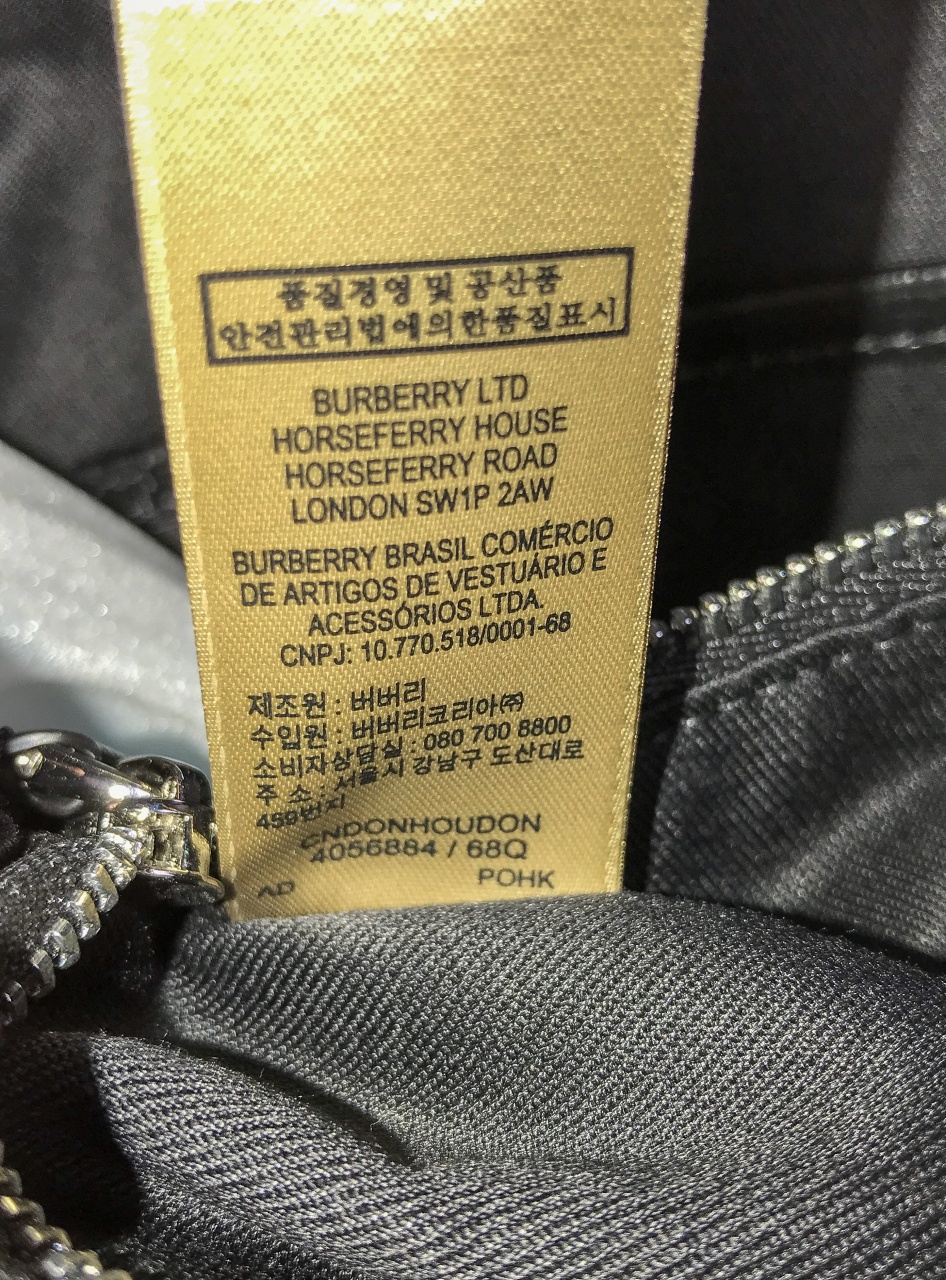 품질경영 및 공산품
안전관리법에의한품질표시
BURBERRY LTD
HORSEFERRY HOUSE
HORSEFERRY ROAD
LONDON SW1P 2AW
BURBERRY BRASIL COMÉRCIO
DE ARTIGOS DE VESTUÁRIO E
ACESSÓRIOS LTDA.
CNPJ: 10.770.518/0001-68
제조원 : 버버리
수입원 : 버버리코리아㈜
소비자상담실 : 080 700 8800
주 소 : 서울시 강남구 도산대로
459번지
CNDONHOUDON
4056884 / 68Q
AD POHK